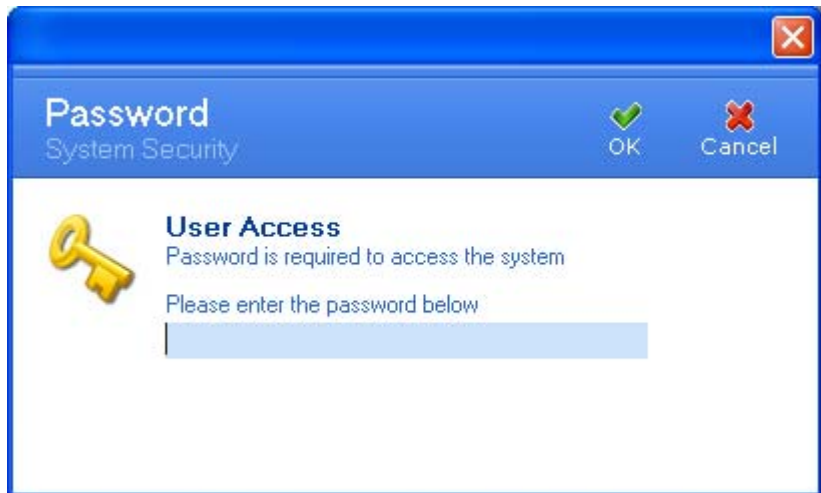 Password
System Security
OK
Cancel
User Access
Password is required to access the system
Please enter the password below